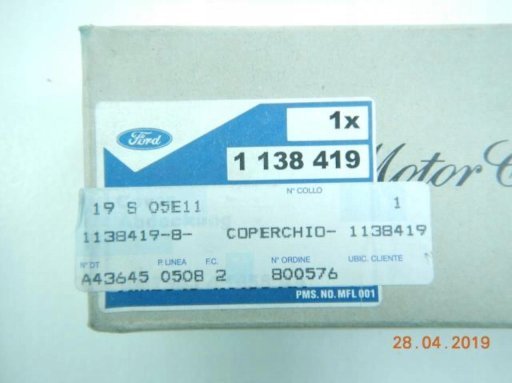 Ford
1x
1 138 419
Motor C
N° COLLO
19 S 05E11
1
1138419-8- COPERCHIO- 1138419
N° DT P. LINEA F.C. N° ORDINE UBIC. CLIENTE
A43645 0508 2 800576
PMS. NO. MFL 001
28.04.2019